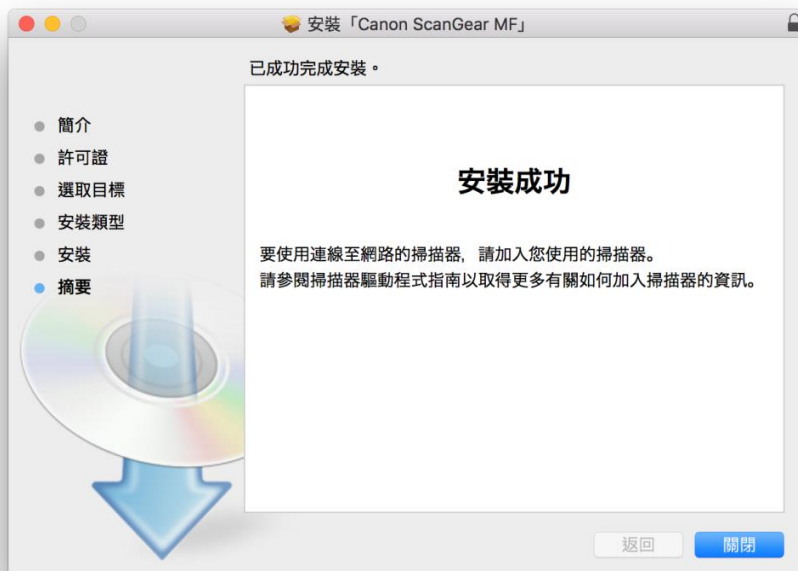 安裝「Canon ScanGear MF」
已成功完成安裝。
簡介
許可證
選取目標
安裝類型
安裝
摘要
安裝成功
要使用連線至網路的掃描器，請加入您使用的掃描器。
請參閱掃描器驅動程式指南以取得更多有關如何加入掃描器的資訊。
返回
關閉